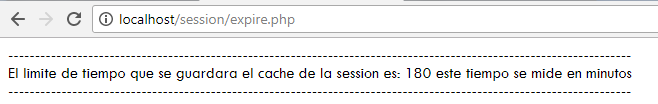 localhost/session/expire.php
--------------------------------------------------------------------------------------------------------------------
El limite de tiempo que se guardara el cache de la session es: 180 este tiempo se mide en minutos
--------------------------------------------------------------------------------------------------------------------